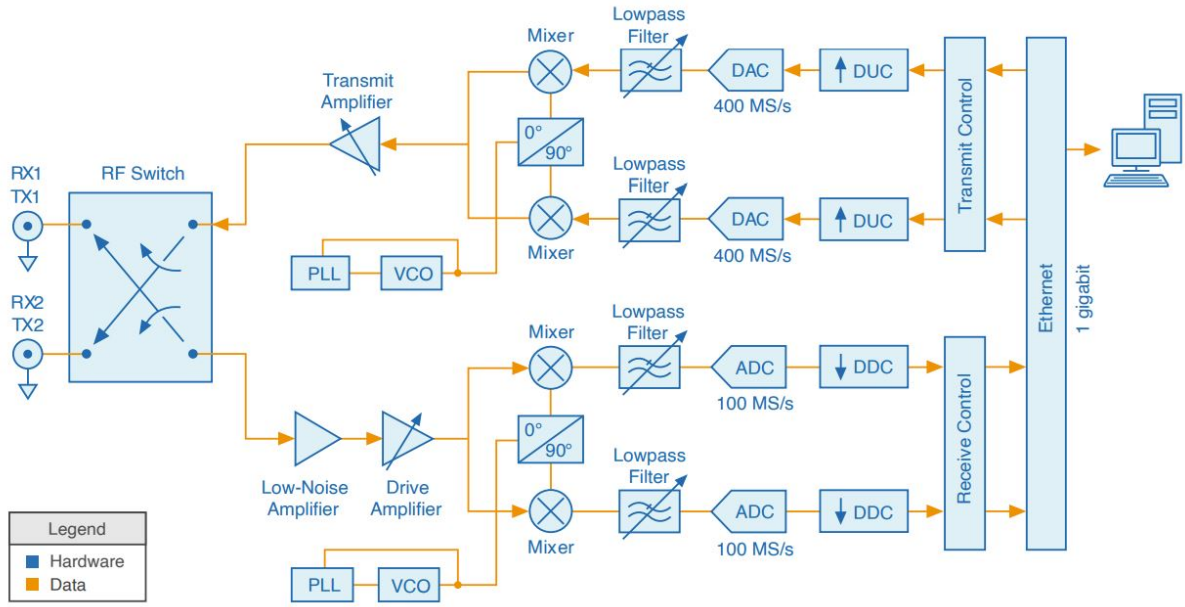 Lowpass
Filter
Mixer
DAC
400 MS/s
DUC
Transmit
Amplifier
0°
90°
Transmit Control
RX1
TX1
RF Switch
Lowpass
Filter
Mixer
DAC
400 MS/s
DUC
PLL
VCO
Ethernet
1 gigabit
RX2
TX2
Lowpass
Filter
Mixer
ADC
100 MS/s
DDC
0°
90°
Receive Control
Low-Noise
Amplifier
Drive
Amplifier
Lowpass
Filter
Mixer
ADC
100 MS/s
DDC
PLL
VCO
Legend
Hardware
Data